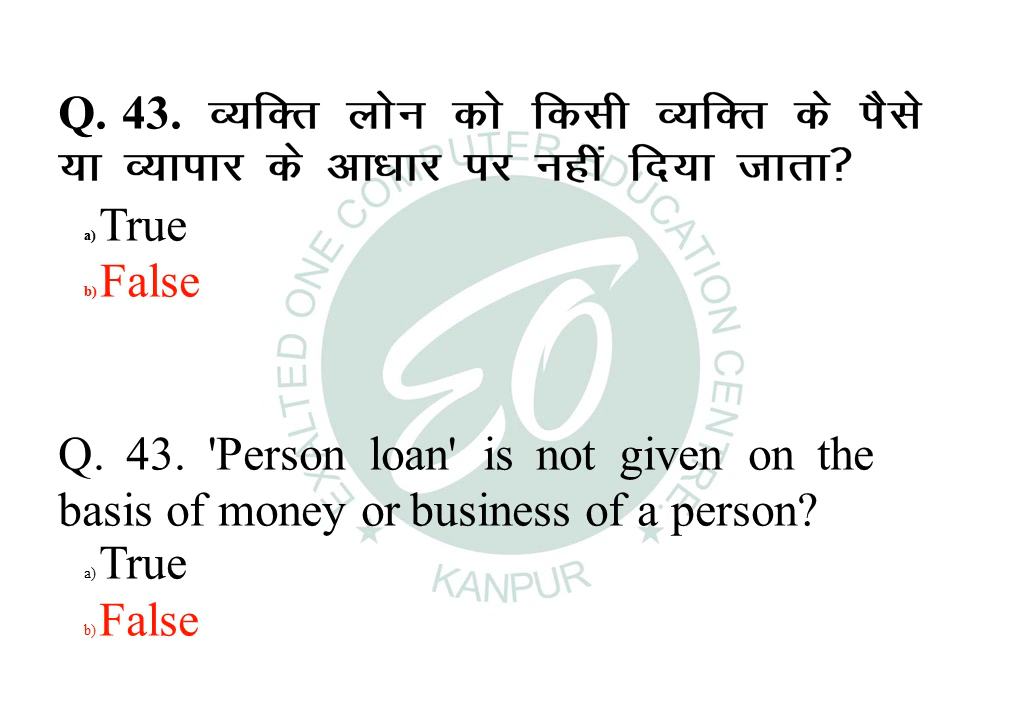 Q. 43. व्यक्ति लोन को किसी व्यक्ति के पैसे
या व्यापार के आधार पर नहीं दिया जाता?
a) True
b) False
Q. 43. 'Person loan' is not given on the
basis of money or business of a person?
a) True
b) False
EXALTED ONE COMPUTER EDUCATION CENTRE
EO
KANPUR